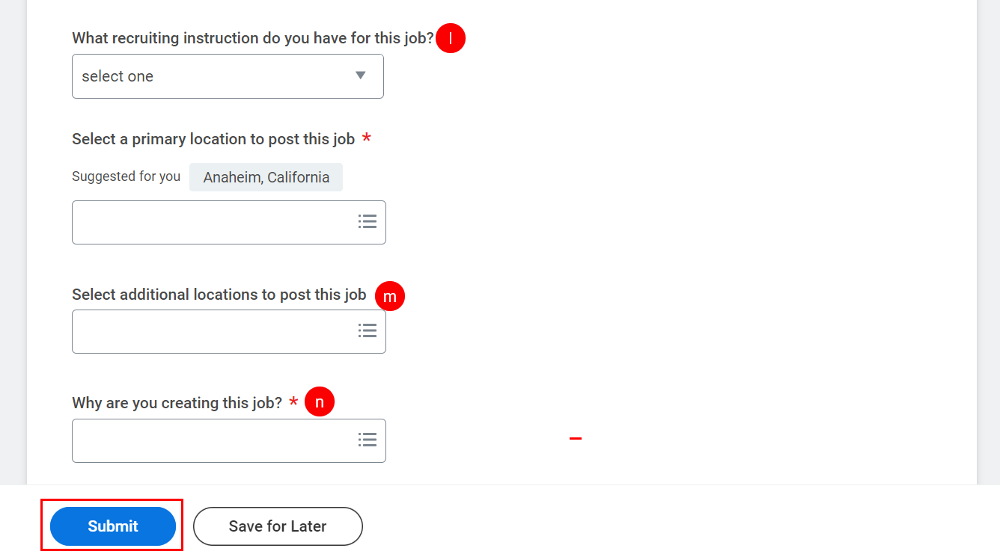 What recruiting instruction do you have for this job? l
select one
Select a primary location to post this job *
Suggested for you Anaheim, California
Select additional locations to post this job m
Why are you creating this job? * n
Submit Save for Later